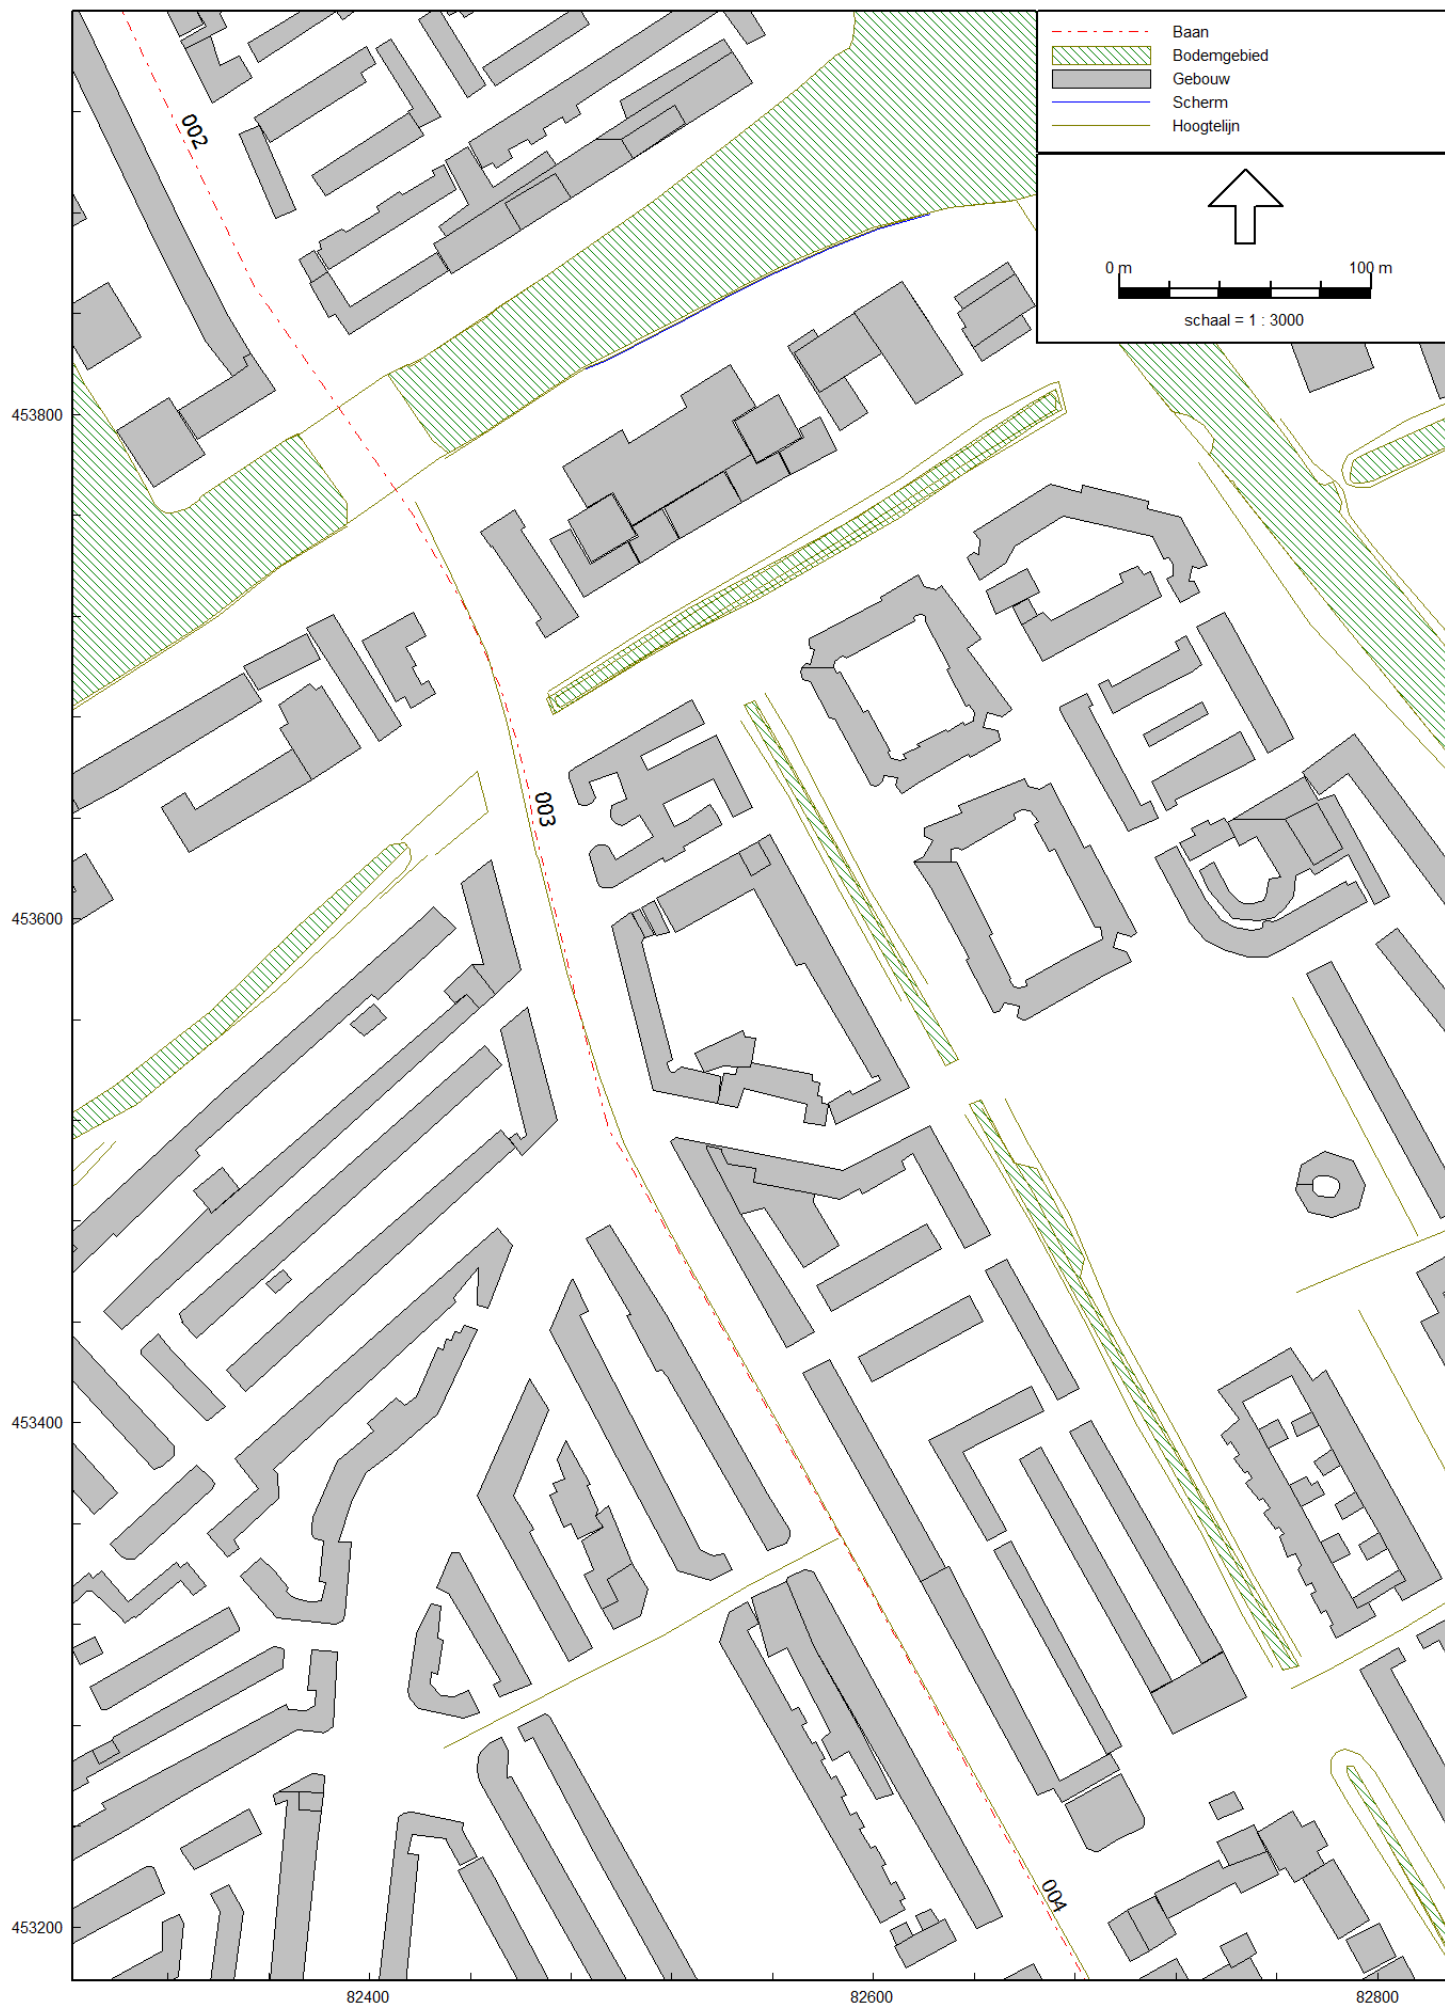 Baan
Bodemgebied
Gebouw
Scherm
Hoogtelijn
0 m 100 m
schaal = 1 : 3000
002
453800
003
453600
453400
004
453200
82400 82600 82800